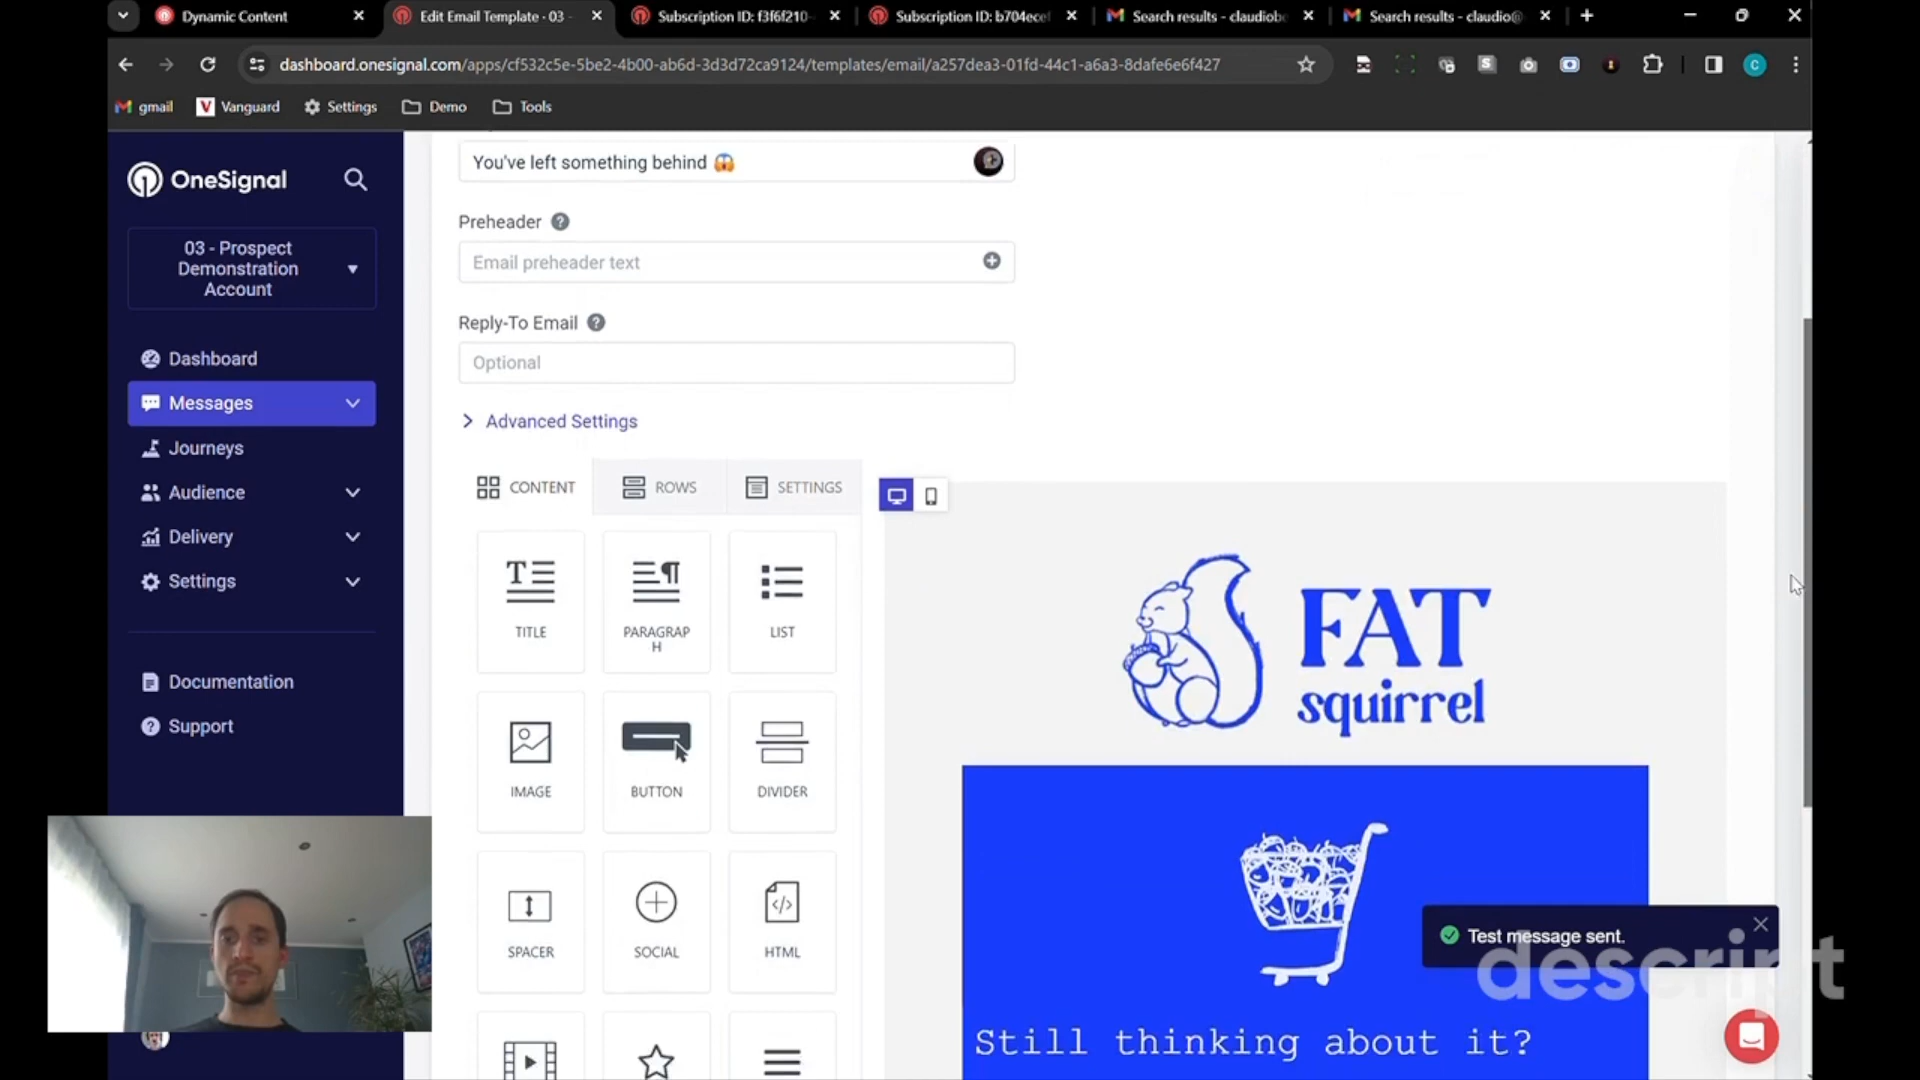 Dynamic Content
Edit Email Template · 03 -
Subscription ID: f3f6f210-
Subscription ID: b704ecef
Search results - claudiob
Search results - claudio@
dashboard.onesignal.com/apps/cf532c5e-5be2-4b00-ab6d-3d3d72ca9124/templates/email/a257dea3-01fd-44c1-a6a3-8dafe6e6f427
gmail
Vanguard
Settings
Demo
Tools
OneSignal
03 - Prospect
Demonstration
Account
Dashboard
Messages
Journeys
Audience
Delivery
Settings
Documentation
Support
You've left something behind 😱
Preheader
Email preheader text
Reply-To Email
Optional
Advanced Settings
CONTENT
ROWS
SETTINGS
TITLE
PARAGRAP
H
LIST
IMAGE
BUTTON
DIVIDER
SPACER
SOCIAL
HTML
FAT
squirrel
Still thinking about it?
Test message sent.
descript